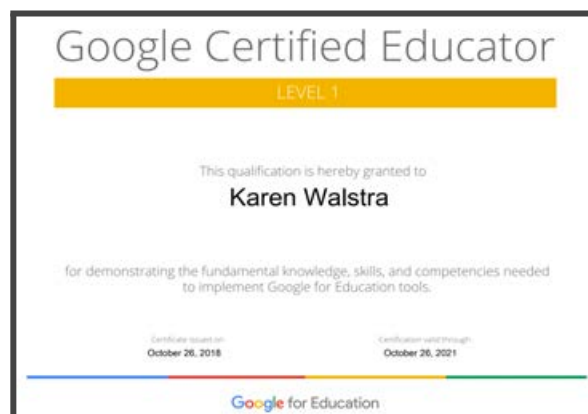 Google Certified Educator
LEVEL 1
This qualification is hereby granted to
Karen Walstra
for demonstrating the fundamental knowledge, skills, and competencies needed
to implement Google for Education tools.
Certificate issued on:
October 26, 2018
Certification valid through:
October 26, 2021
Google for Education